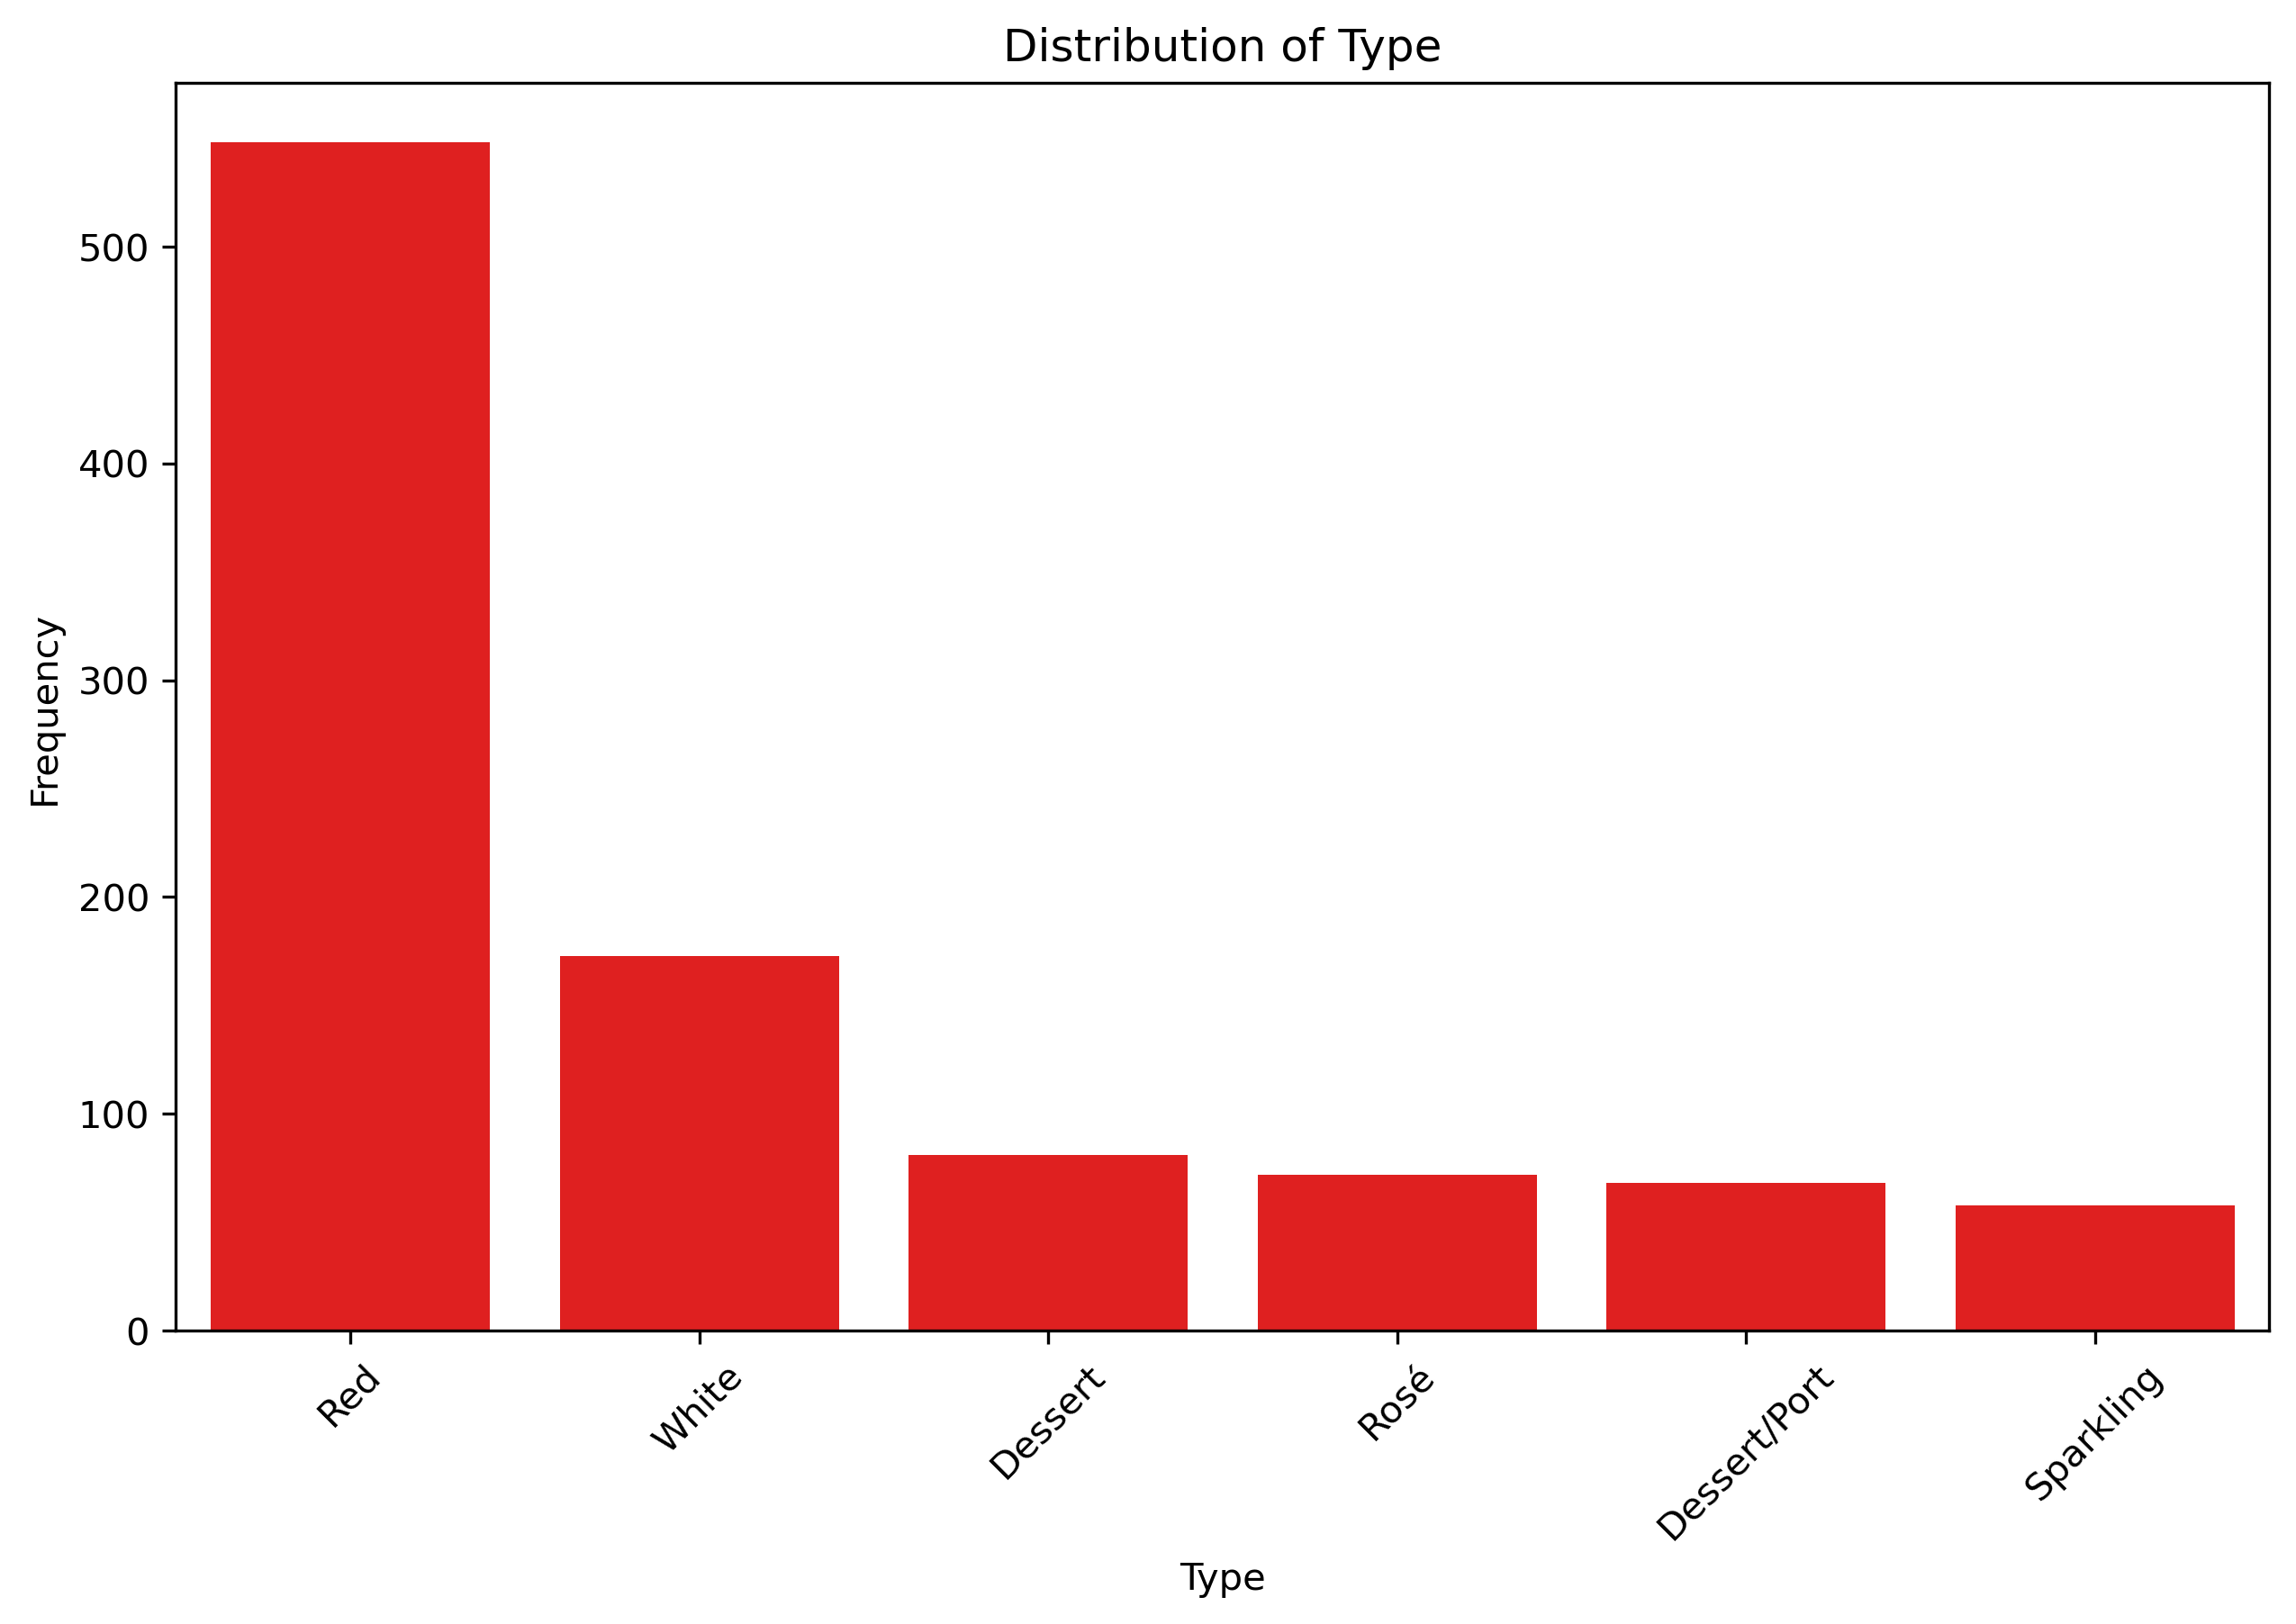 Distribution of Type
Frequency
500
400
300
200
100
0
Red
White
Dessert
Rosé
Dessert/Port
Sparkling
Type